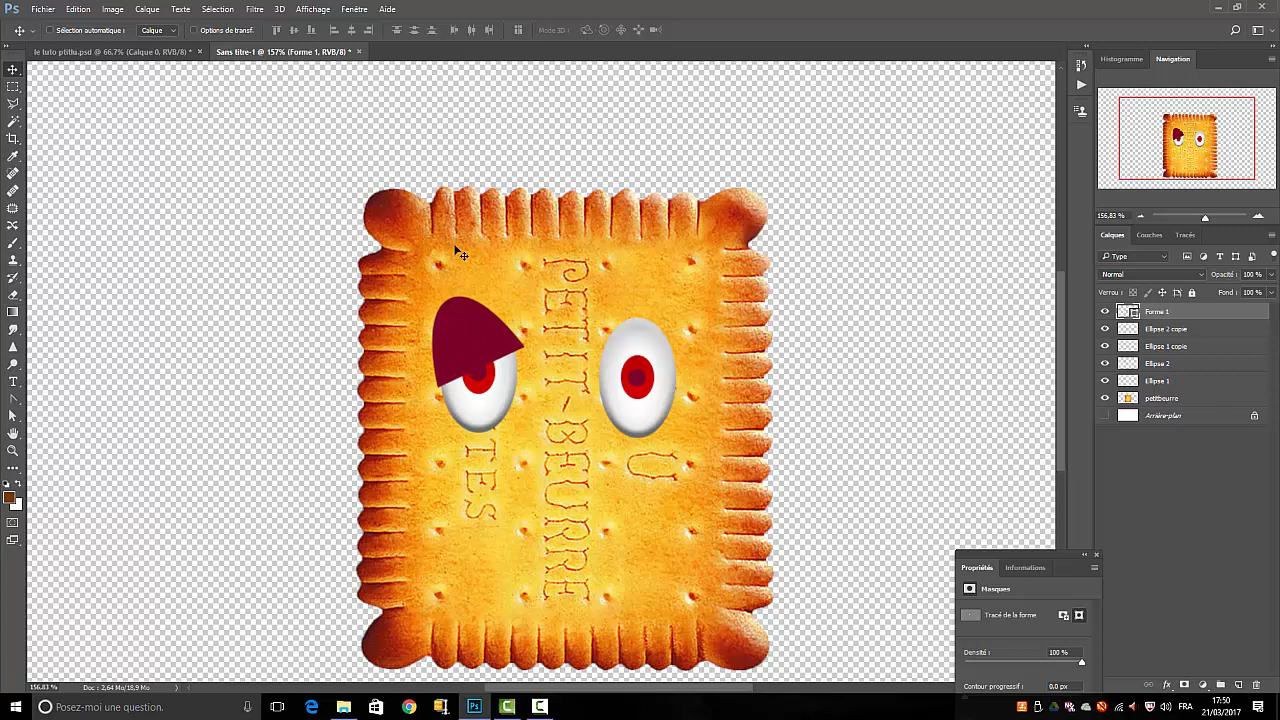 Ps Fichier Edition Image Calque Texte Sélection Filtre 3D Affichage Fenêtre Aide
Sélection automatique : Calque Options de transf. Mode 3D :
le tuto ptitlu.psd @ 66,7% (Calque 0, RVB/8) * × Sans titre-1 @ 157% (Forme 1, RVB/8) * ×
Histogramme Navigation
156,83 %
Calques Couches Tracés
Type
Normal Opacité : 100 %
Verrou : Fond : 100 %
Forme 1
Ellipse 2 copie
Ellipse 1 copie
Ellipse 2
Ellipse 1
petitbeurre
Arrière-plan
PETIT-BEURRE
TES
U
Propriétés Informations
Masques
Tracé de la forme
Densité : 100 %
Contour progressif : 0,0 px
156,83 % Doc : 2,64 Mo/18,9 Mo
Posez-moi une question.
Ps
FRA
17:50
21/03/2017